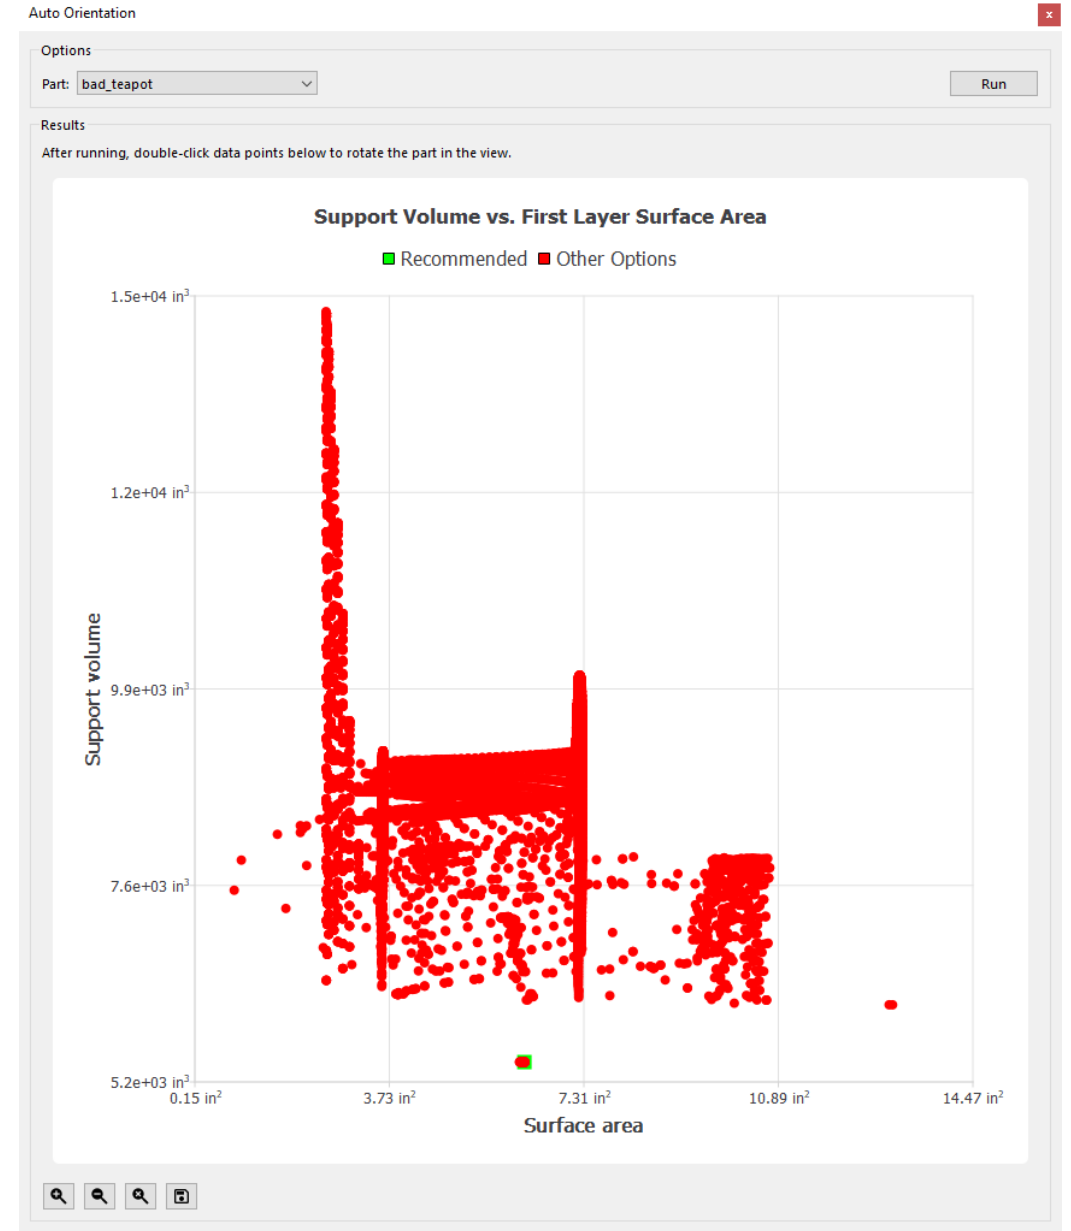 Auto Orientation
x
Options
Part: bad_teapot
Run
Results
After running, double-click data points below to rotate the part in the view.
Support Volume vs. First Layer Surface Area
Recommended Other Options
1.5e+04 in³
1.2e+04 in³
9.9e+03 in³
7.6e+03 in³
5.2e+03 in³
Support volume
0.15 in² 3.73 in² 7.31 in² 10.89 in² 14.47 in²
Surface area